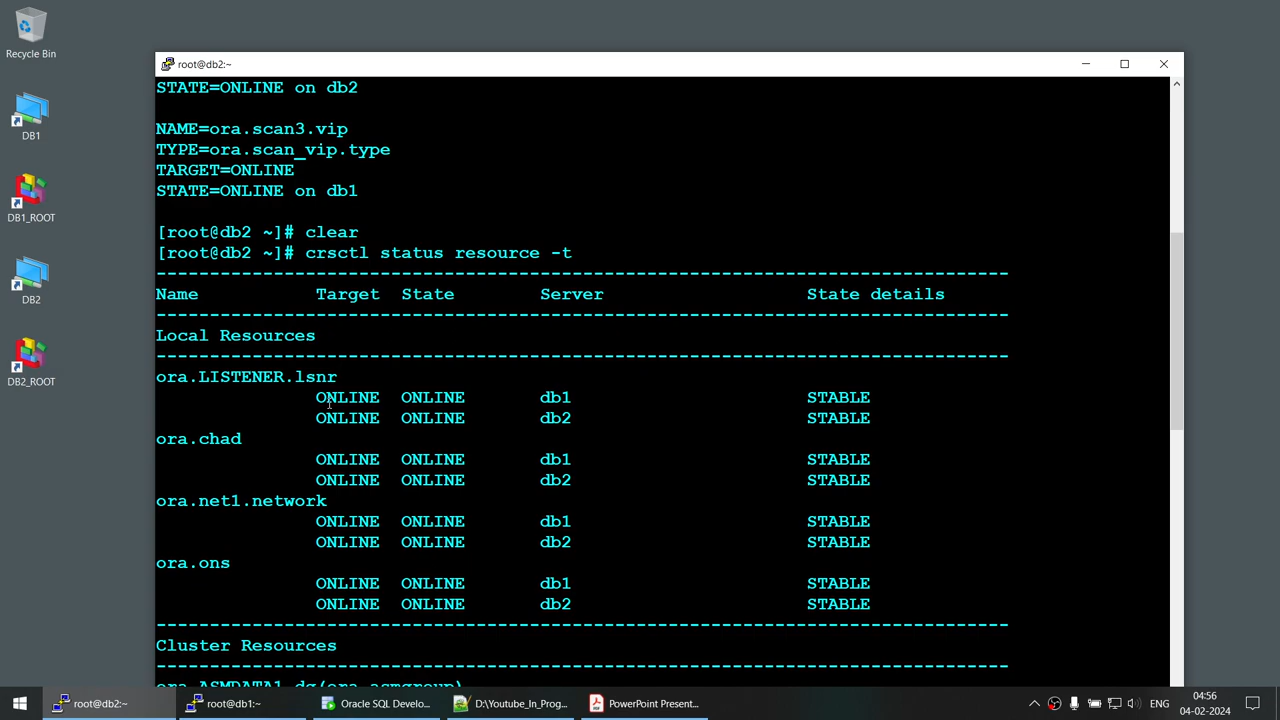 Recycle Bin
DB1
DB1_ROOT
DB2
DB2_ROOT
root@db2:~
STATE=ONLINE on db2
NAME=ora.scan3.vip
TYPE=ora.scan_vip.type
TARGET=ONLINE
STATE=ONLINE on db1
[root@db2 ~]# clear
[root@db2 ~]# crsctl status resource -t
--------------------------------------------------------------------------------
Name Target State Server State details
--------------------------------------------------------------------------------
Local Resources
--------------------------------------------------------------------------------
ora.LISTENER.lsnr
ONLINE ONLINE db1 STABLE
ONLINE ONLINE db2 STABLE
ora.chad
ONLINE ONLINE db1 STABLE
ONLINE ONLINE db2 STABLE
ora.net1.network
ONLINE ONLINE db1 STABLE
ONLINE ONLINE db2 STABLE
ora.ons
ONLINE ONLINE db1 STABLE
ONLINE ONLINE db2 STABLE
--------------------------------------------------------------------------------
Cluster Resources
--------------------------------------------------------------------------------
ora.ASMDATA1.dg(ora.asmgroup)
root@db2:~
root@db1:~
Oracle SQL Develo...
D:\Youtube_In_Prog...
PowerPoint Present...
ENG
04:56
04-02-2024